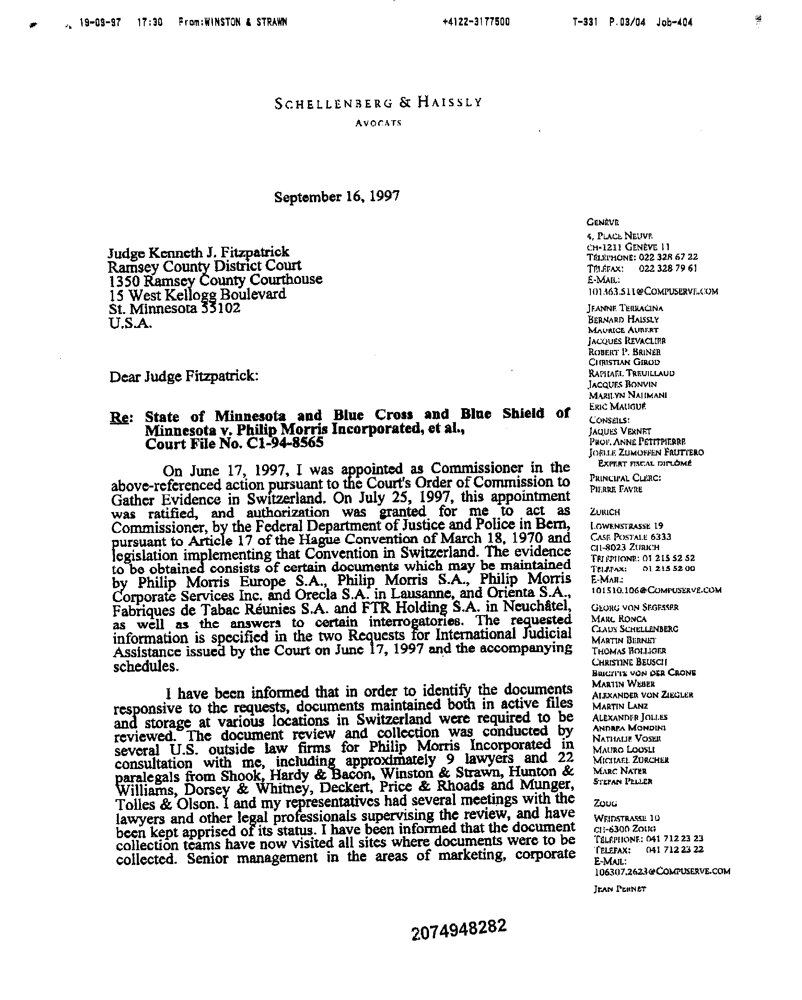 19-09-97 17:30 From:WINSTON & STRAWN +4122-3177500 T-331 P.03/04 Job-404
SCHELLENBERG & HAISSLY
AVOCATS
September 16, 1997
Judge Kenneth J. Fitzpatrick
Ramsey County District Court
1350 Ramsey County Courthouse
15 West Kellogg Boulevard
St. Minnesota 55102
U.S.A.
Dear Judge Fitzpatrick:
Re: State of Minnesota and Blue Cross and Blue Shield of
Minnesota v. Philip Morris Incorporated, et al.,
Court File No. C1-94-8565
On June 17, 1997, I was appointed as Commissioner in the
above-referenced action pursuant to the Court's Order of Commission to
Gather Evidence in Switzerland. On July 25, 1997, this appointment
was ratified, and authorization was granted for me to act as
Commissioner, by the Federal Department of Justice and Police in Bern,
pursuant to Article 17 of the Hague Convention of March 18, 1970 and
legislation implementing that Convention in Switzerland. The evidence
to be obtained consists of certain documents which may be maintained
by Philip Morris Europe S.A., Philip Morris S.A., Philip Morris
Corporate Services Inc. and Orecla S.A. in Lausanne, and Orienta S.A.,
Fabriques de Tabac Réunies S.A. and FTR Holding S.A. in Neuchâtel,
as well as the answers to certain interrogatories. The requested
information is specified in the two Requests for International Judicial
Assistance issued by the Court on June 17, 1997 and the accompanying
schedules.
I have been informed that in order to identify the documents
responsive to the requests, documents maintained both in active files
and storage at various locations in Switzerland were required to be
reviewed. The document review and collection was conducted by
several U.S. outside law firms for Philip Morris Incorporated in
consultation with me, including approximately 9 lawyers and 22
paralegals from Shook, Hardy & Bacon, Winston & Strawn, Hunton &
Williams, Dorsey & Whitney, Deckert, Price & Rhoads and Munger,
Tolles & Olson. I and my representatives had several meetings with the
lawyers and other legal professionals supervising the review, and have
been kept apprised of its status. I have been informed that the document
collection teams have now visited all sites where documents were to be
collected. Senior management in the areas of marketing, corporate
GENÈVE
4, PLACE NEUVE
CH-1211 GENÈVE 11
TÉLÉPHONE: 022 328 67 22
TÉLÉFAX: 022 328 79 61
E-MAIL:
101363.511@COMPUSERVE.COM
JEANNE TERRACINA
BERNARD HAISSLY
MAURICE AUBERT
JACQUES REVACLIER
ROBERT P. BRINER
CHRISTIAN GIROD
RAPHAËL TREUILLAUD
JACQUES BONVIN
MARILYN NAHMANI
ERIC MAUGUÉ
CONSEILS:
JAQUES VERNET
PROF. ANNE PETITPIERRE
JOËLLE ZUMOFFEN FRUTTERO
EXPERT FISCAL DIPLÔMÉ
PRINCIPAL CLERC:
PIERRE FAVRE
ZURICH
LÖWENSTRASSE 19
CASE POSTALE 6333
CH-8023 ZURICH
TÉLÉPHONE: 01 215 52 52
TÉLÉFAX: 01 215 52 00
E-MAIL:
101510.106@COMPUSERVE.COM
GEORG VON SEGESSER
MARC RONCA
CLAUS SCHELLENBERG
MARTIN BERNET
THOMAS BOLLIGER
CHRISTINE BEUSCH
BRIGITTE VON DER CRONE
MARTIN WEBER
ALEXANDER VON ZIEGLER
MARTIN LANZ
ALEXANDER JOLLES
ANDREA MONDINI
NATHALIE VOSER
MAURO LOOSLI
MICHAEL ZÜRCHER
MARC NATER
STEFAN PELLER
ZOUG
WEIDSTRASSE 10
CH-6300 ZOUG
TÉLÉPHONE: 041 712 23 23
TÉLÉFAX: 041 712 23 22
E-MAIL:
106307.2623@COMPUSERVE.COM
JEAN PERNET
2074948282